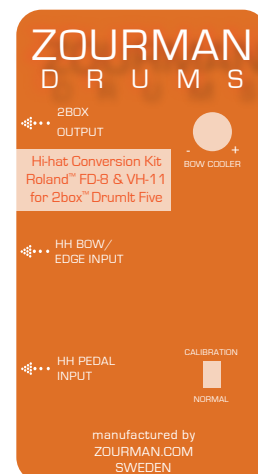 ZOURMAN
DRUMS
2BOX
OUTPUT
- +
BOW COOLER
Hi-hat Conversion Kit
Roland™ FD-8 & VH-11
for 2box™ DrumIt Five
HH BOW/
EDGE INPUT
HH PEDAL
INPUT
CALIBRATION
NORMAL
manufactured by
ZOURMAN.COM
SWEDEN